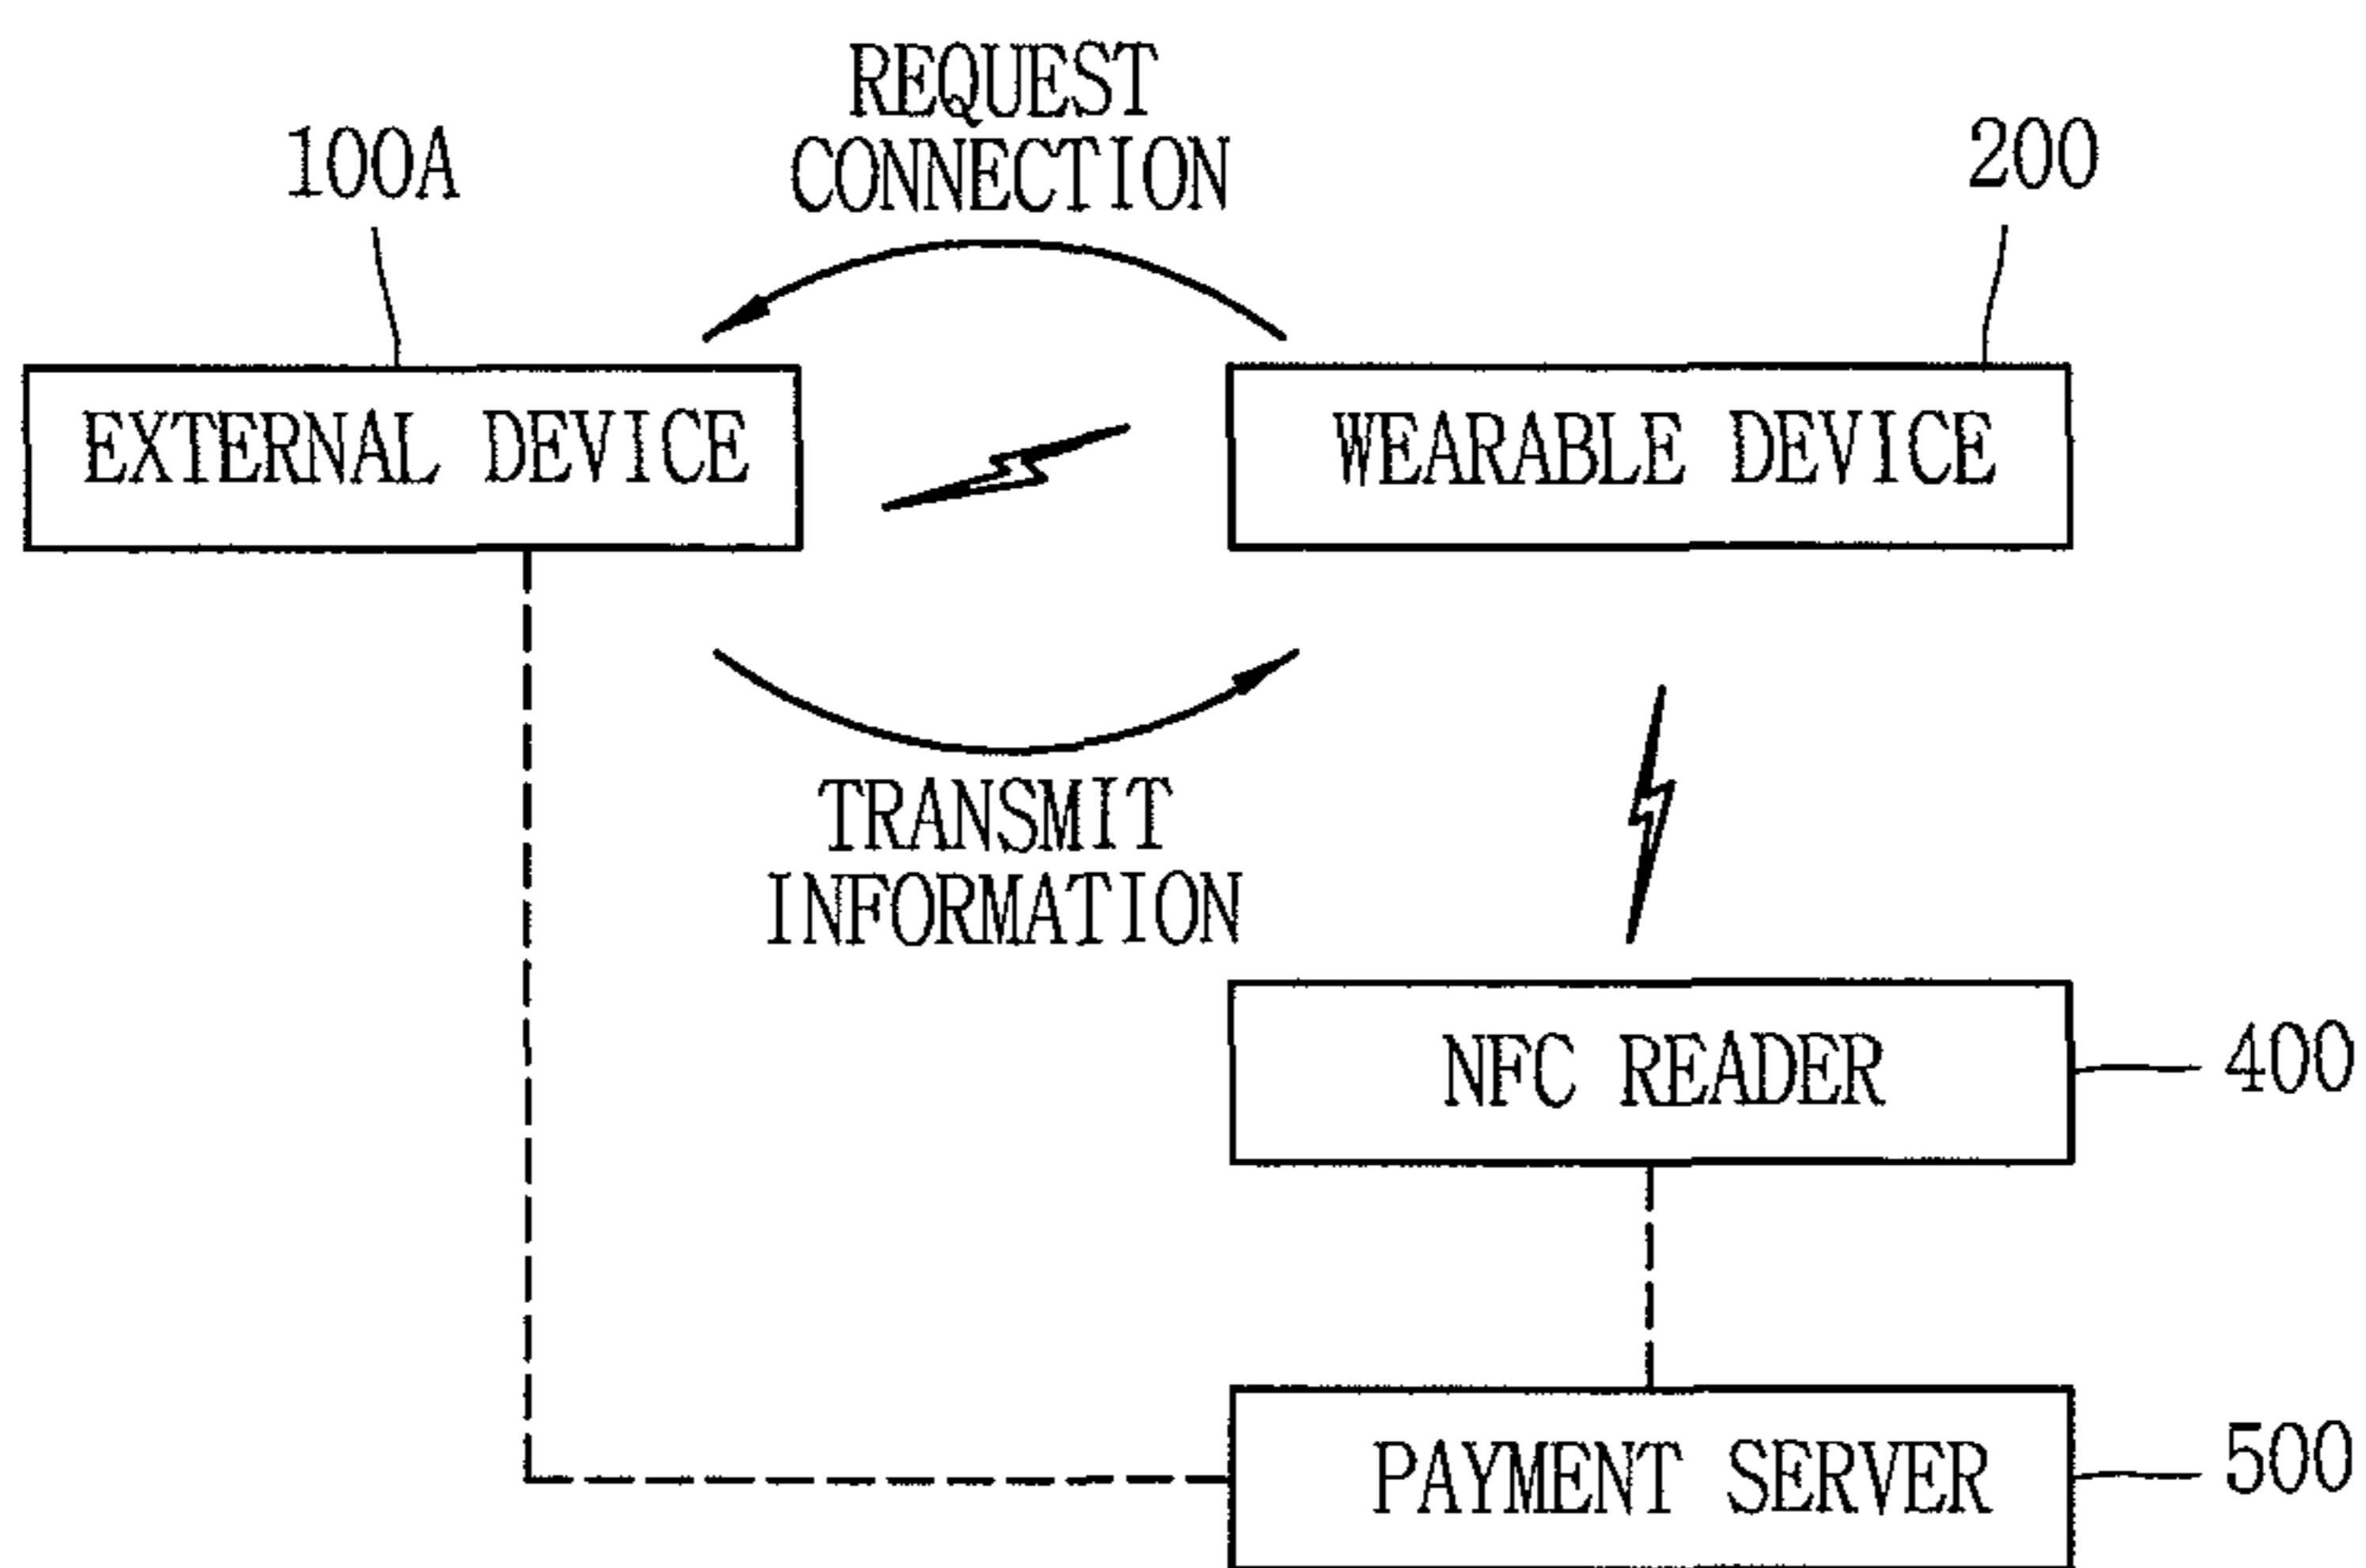 REQUEST
CONNECTION
100A
200
EXTERNAL DEVICE
WEARABLE DEVICE
TRANSMIT
INFORMATION
NFC READER
400
PAYMENT SERVER
500